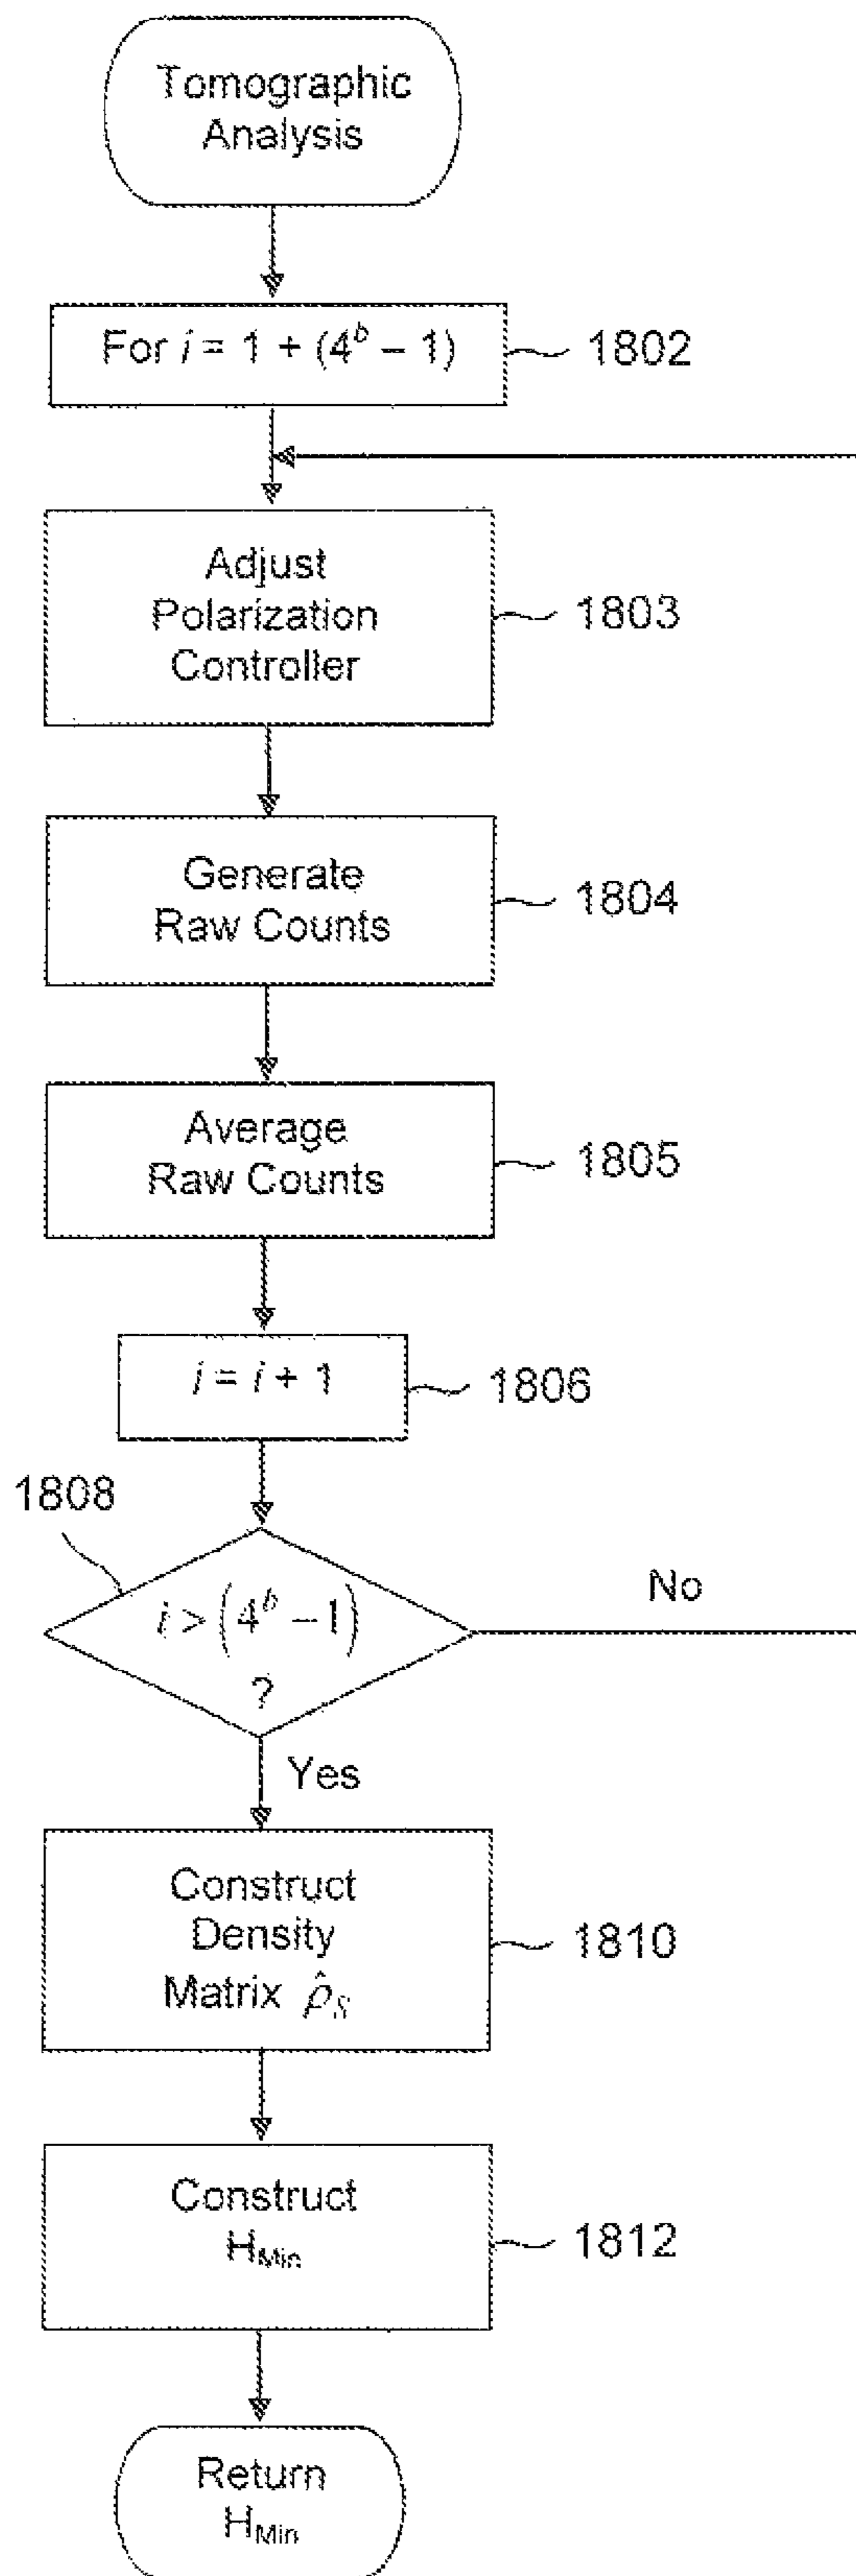 Tomographic
Analysis
For i = 1 + (4^b – 1)
1802
Adjust
Polarization
Controller
1803
Generate
Raw Counts
1804
Average
Raw Counts
1805
i = i + 1
1806
1808
i > (4^b – 1)
?
No
Yes
Construct
Density
Matrix ρ̂_S
1810
Construct
H_Min
1812
Return
H_Min